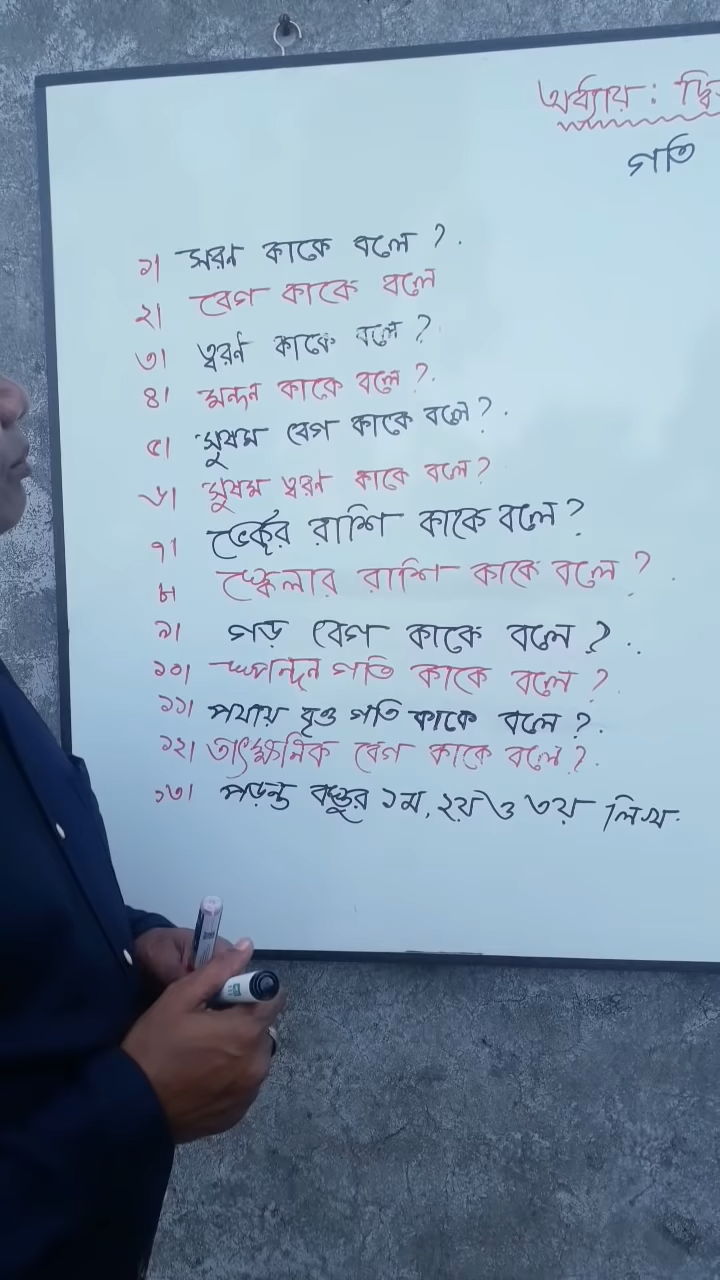 অধ্যায় : দ্বি
গতি
১। সরণ কাকে বলে ?.
২। বেগ কাকে বলে
৩। ত্বরণ কাকে বলে ?
৪। মন্দন কাকে বলে ?.
৫। সুষম বেগ কাকে বলে ?.
৬। সুষম ত্বরণ কাকে বলে ?
৭। ভেক্টর রাশি কাকে বলে ?
৮। স্কেলার রাশি কাকে বলে ?.
৯। গড় বেগ কাকে বলে ?..
১০। স্পন্দন গতি কাকে বলে ?.
১১। পযায় বৃত্ত গতি কাকে বলে ?.
১২। তাৎক্ষনিক বেগ কাকে বলে ?.
১৩। পড়ন্ত বস্তুর ১ম, ২য় ও ৩য় লিখ.